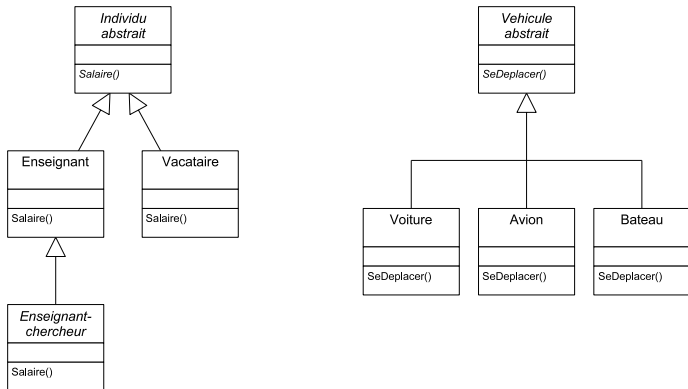 Individu
abstrait
Salaire()
Enseignant
Salaire()
Vacataire
Salaire()
Enseignant-
chercheur
Salaire()
Vehicule
abstrait
SeDeplacer()
Voiture
SeDeplacer()
Avion
SeDeplacer()
Bateau
SeDeplacer()